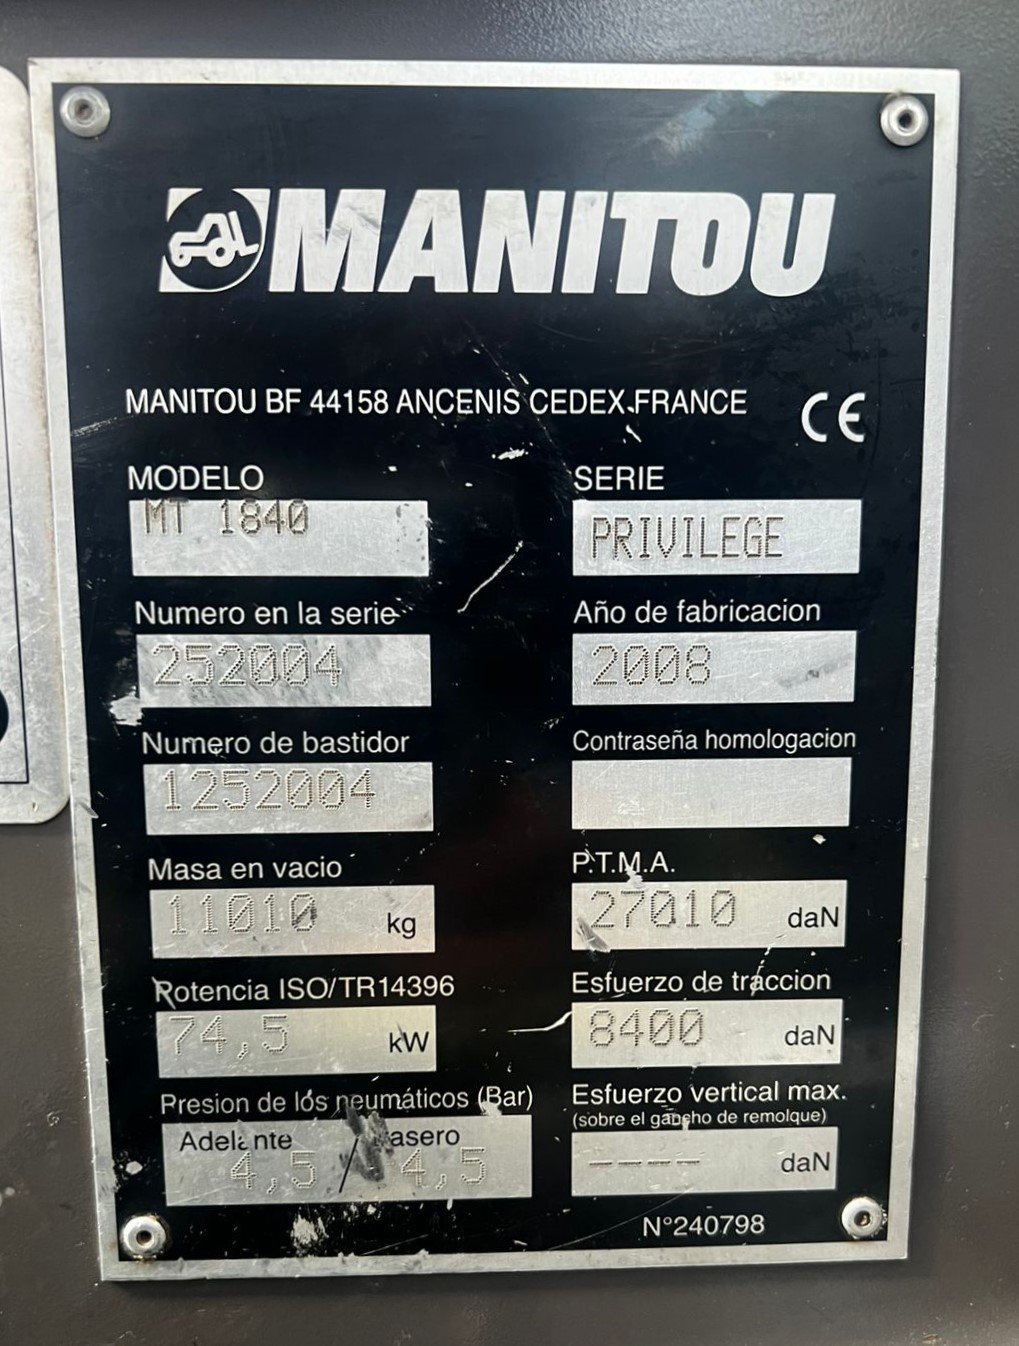 MANITOU
MANITOU BF 44158 ANCENIS CEDEX FRANCE
CE
MODELO
MT 1840
SERIE
PRIVILEGE
Numero en la serie
252004
Año de fabricacion
2008
Numero de bastidor
1252004
Contraseña homologacion
Masa en vacio
11010 kg
P.T.M.A.
27010 daN
Potencia ISO/TR14396
74,5 kW
Esfuerzo de traccion
8400 daN
Presion de los neumáticos (Bar)
Adelante / Trasero
4,5 4,5
Esfuerzo vertical max.
(sobre el gancho de remolque)
---- daN
N°240798